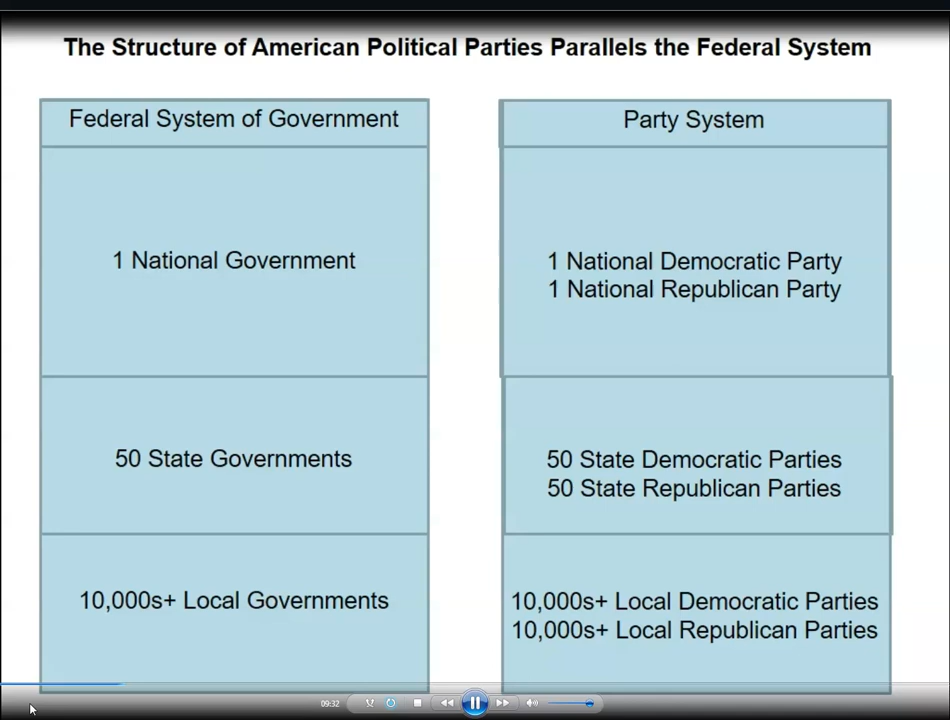 The Structure of American Political Parties Parallels the Federal System
Federal System of Government
1 National Government
50 State Governments
10,000s+ Local Governments
Party System
1 National Democratic Party
1 National Republican Party
50 State Democratic Parties
50 State Republican Parties
10,000s+ Local Democratic Parties
10,000s+ Local Republican Parties
09:32